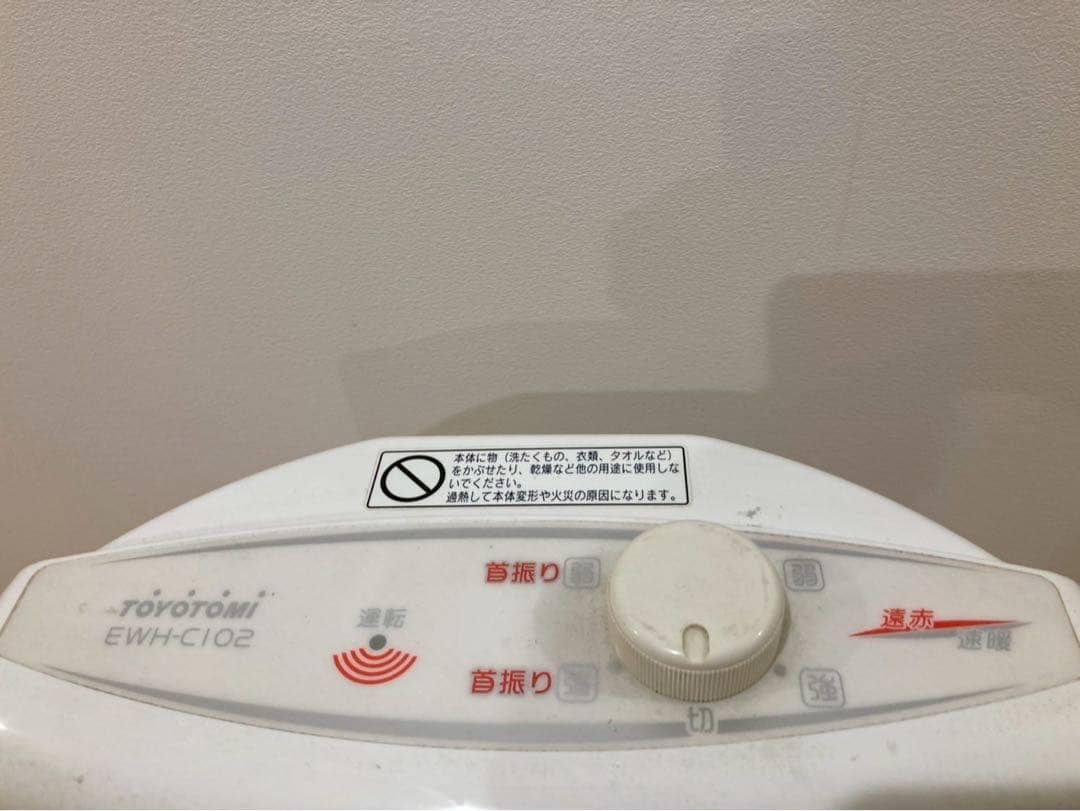 本体に物（洗たくもの、衣類、タオルなど）
をかぶせたり、乾燥など他の用途に使用しな
いでください。
過熱して本体変形や火災の原因になります。
首振り 弱
弱
TOYOTOMI
EWH-C102
運転
遠赤
速暖
首振り 強
強
切